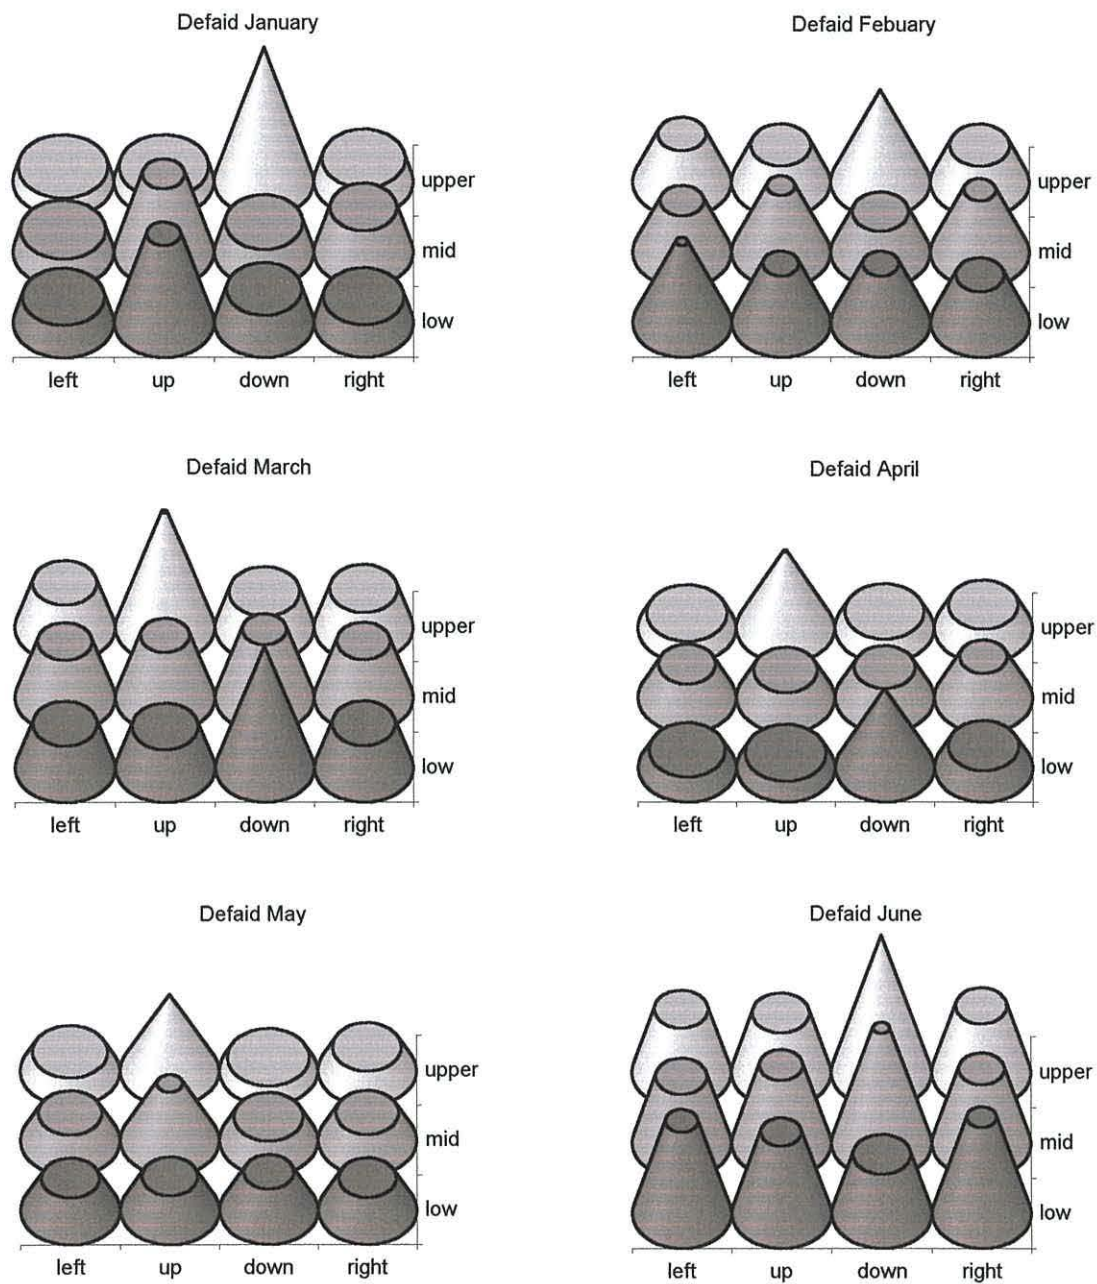 Defaid January
upper
mid
low
left up down right
Defaid Febuary
upper
mid
low
left up down right
Defaid March
upper
mid
low
left up down right
Defaid April
upper
mid
low
left up down right
Defaid May
upper
mid
low
left up down right
Defaid June
upper
mid
low
left up down right